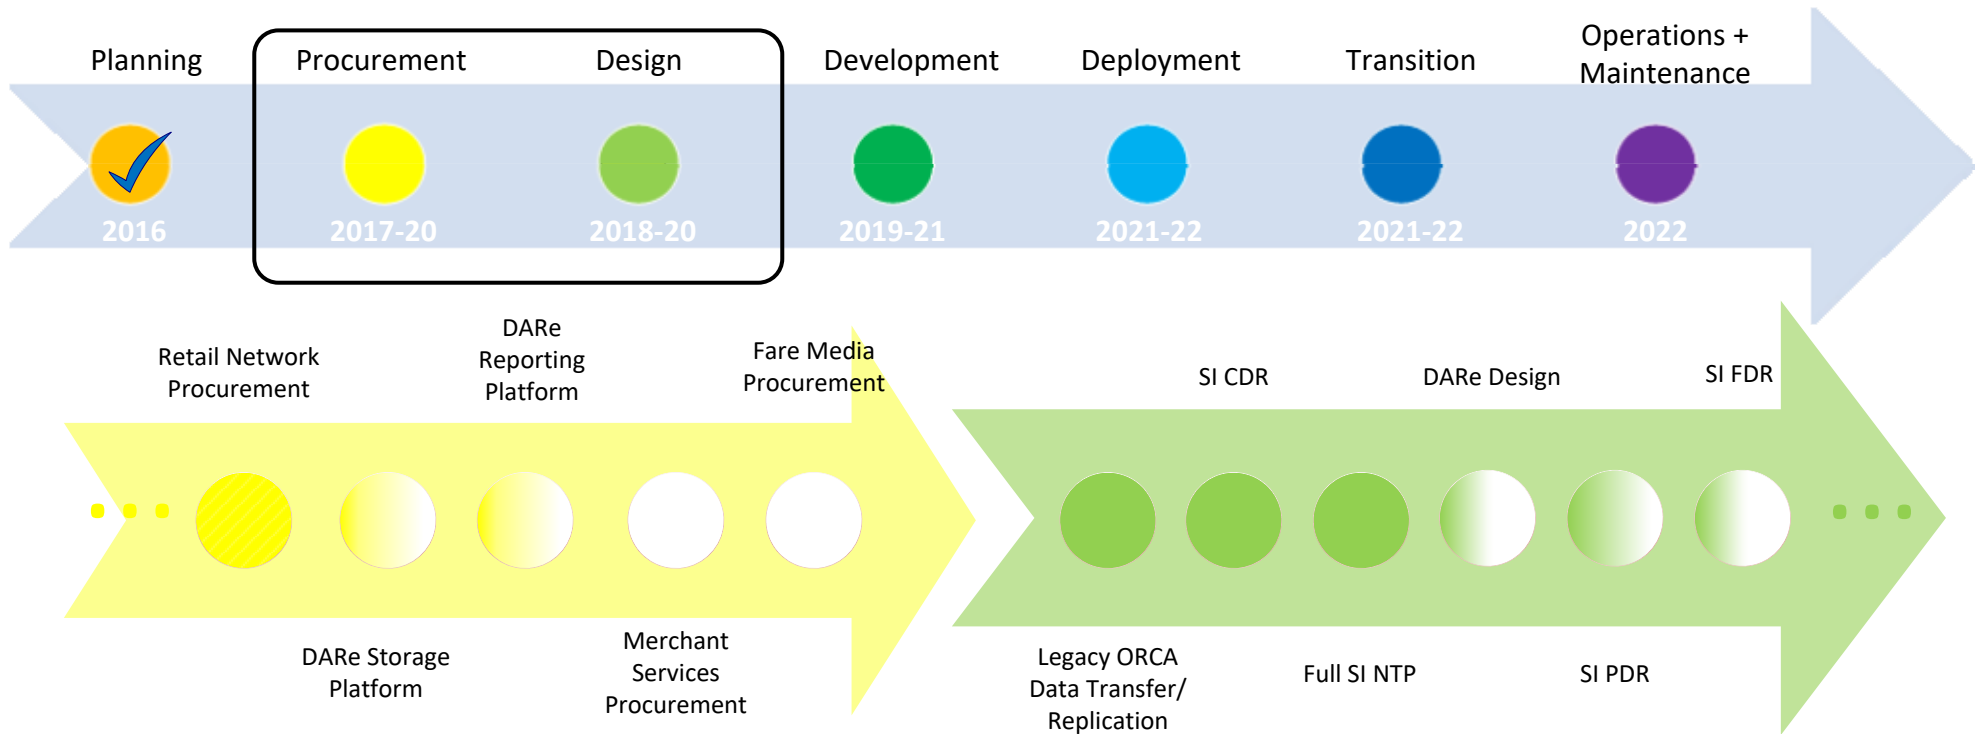 Planning
Procurement
Design
Development
Deployment
Transition
Operations +
Maintenance
2016
2017-20
2018-20
2019-21
2021-22
2021-22
2022
Retail Network
Procurement
DARe
Reporting
Platform
Fare Media
Procurement
DARe Storage
Platform
Merchant
Services
Procurement
SI CDR
DARe Design
SI FDR
Legacy ORCA
Data Transfer/
Replication
Full SI NTP
SI PDR